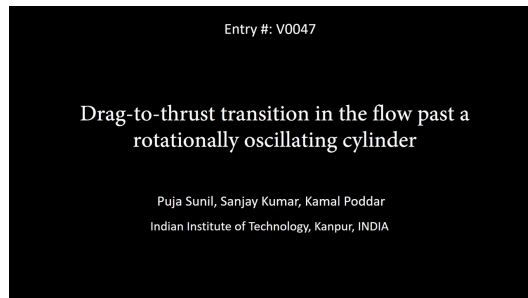 Entry #: V0047
Drag-to-thrust transition in the flow past a
rotationally oscillating cylinder
Puja Sunil, Sanjay Kumar, Kamal Poddar
Indian Institute of Technology, Kanpur, INDIA